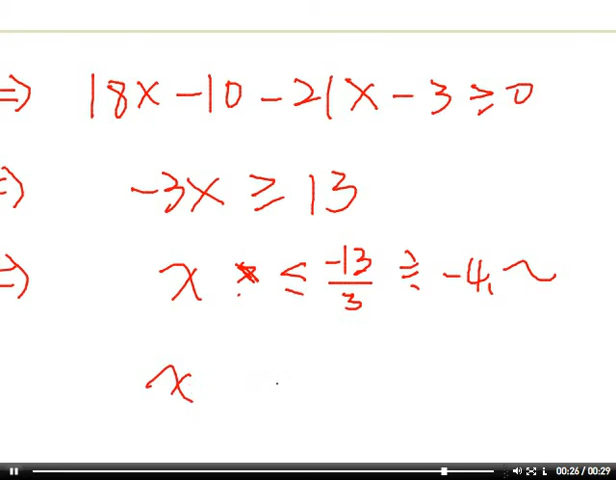 ⇒ 18x - 10 - 21x - 3 ≥ 0
⇒ -3x ≥ 13
⇒ x ≤ -13/3 ≒ -4.~
x
00:26 / 00:29